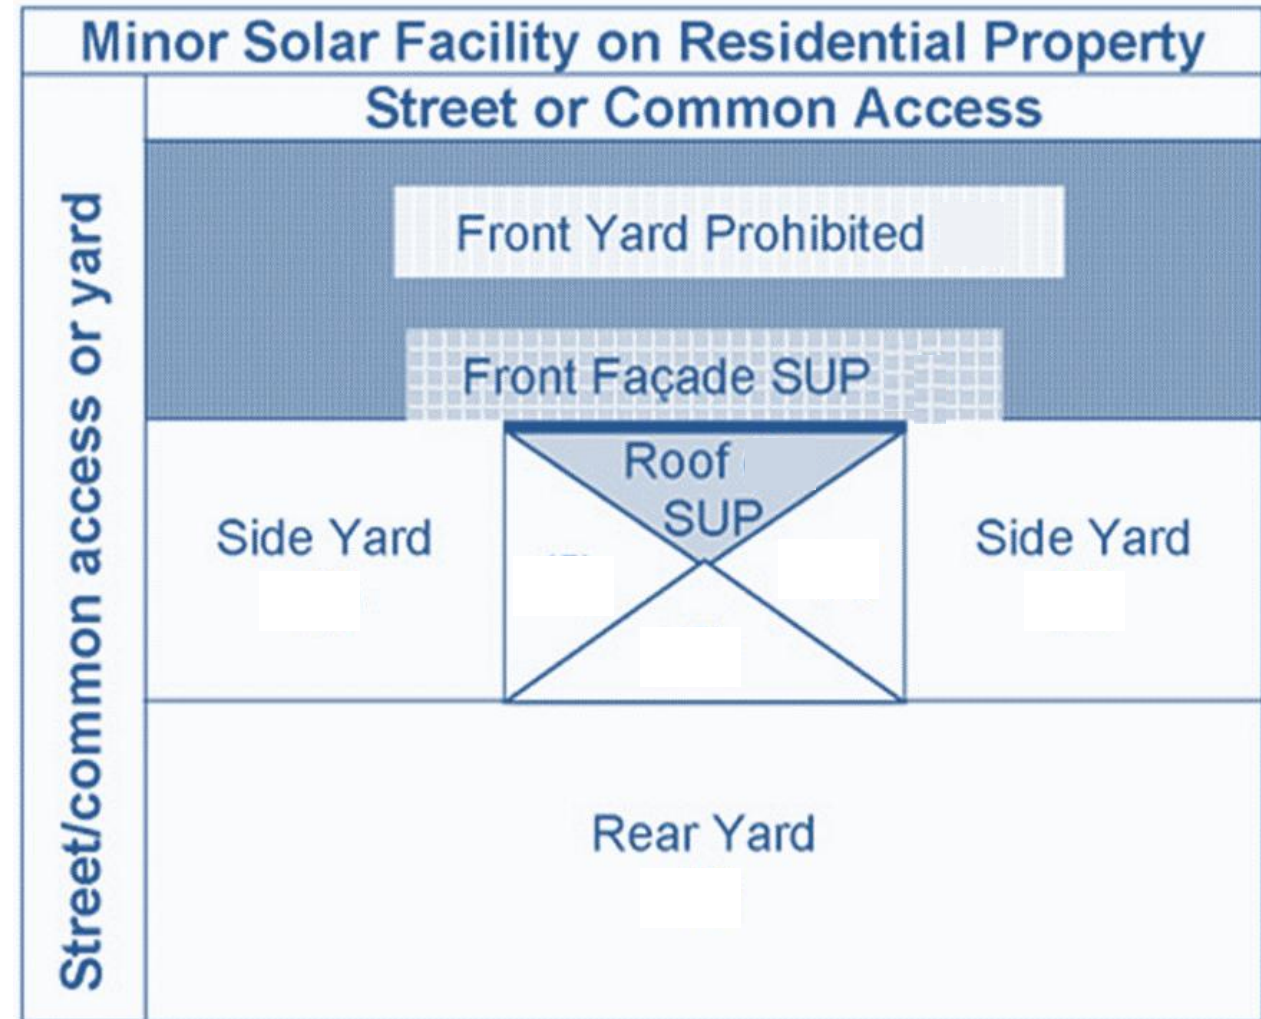 Minor Solar Facility on Residential Property
Street or Common Access
Street/common access or yard
Front Yard Prohibited
Front Façade SUP
Roof
SUP
Side Yard
Side Yard
Rear Yard